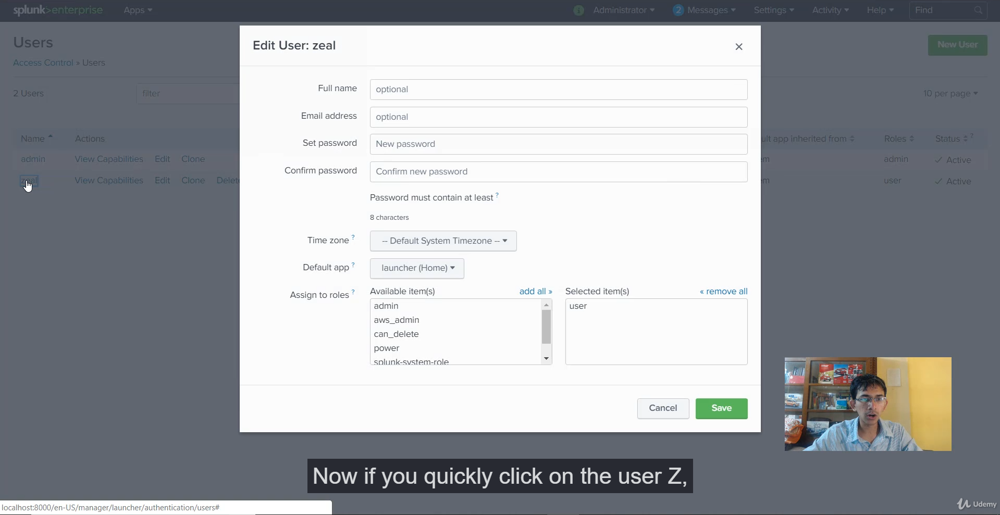 splunk>enterprise Apps
Administrator 2 Messages Settings Activity Help Find
Users
New User
Access Control » Users
2 Users filter 10 per page
Name Actions ult app inherited from Roles Status ?
admin View Capabilities Edit Clone em admin Active
zeal View Capabilities Edit Clone Delete em user Active
Edit User: zeal
Full name optional
Email address optional
Set password New password
Confirm password Confirm new password
Password must contain at least ?
8 characters
Time zone ? -- Default System Timezone --
Default app ? launcher (Home)
Assign to roles ? Available item(s) add all » Selected item(s) « remove all
admin user
aws_admin
can_delete
power
splunk-system-role
Cancel Save
Now if you quickly click on the user Z,
localhost:8000/en-US/manager/launcher/authentication/users#
Udemy